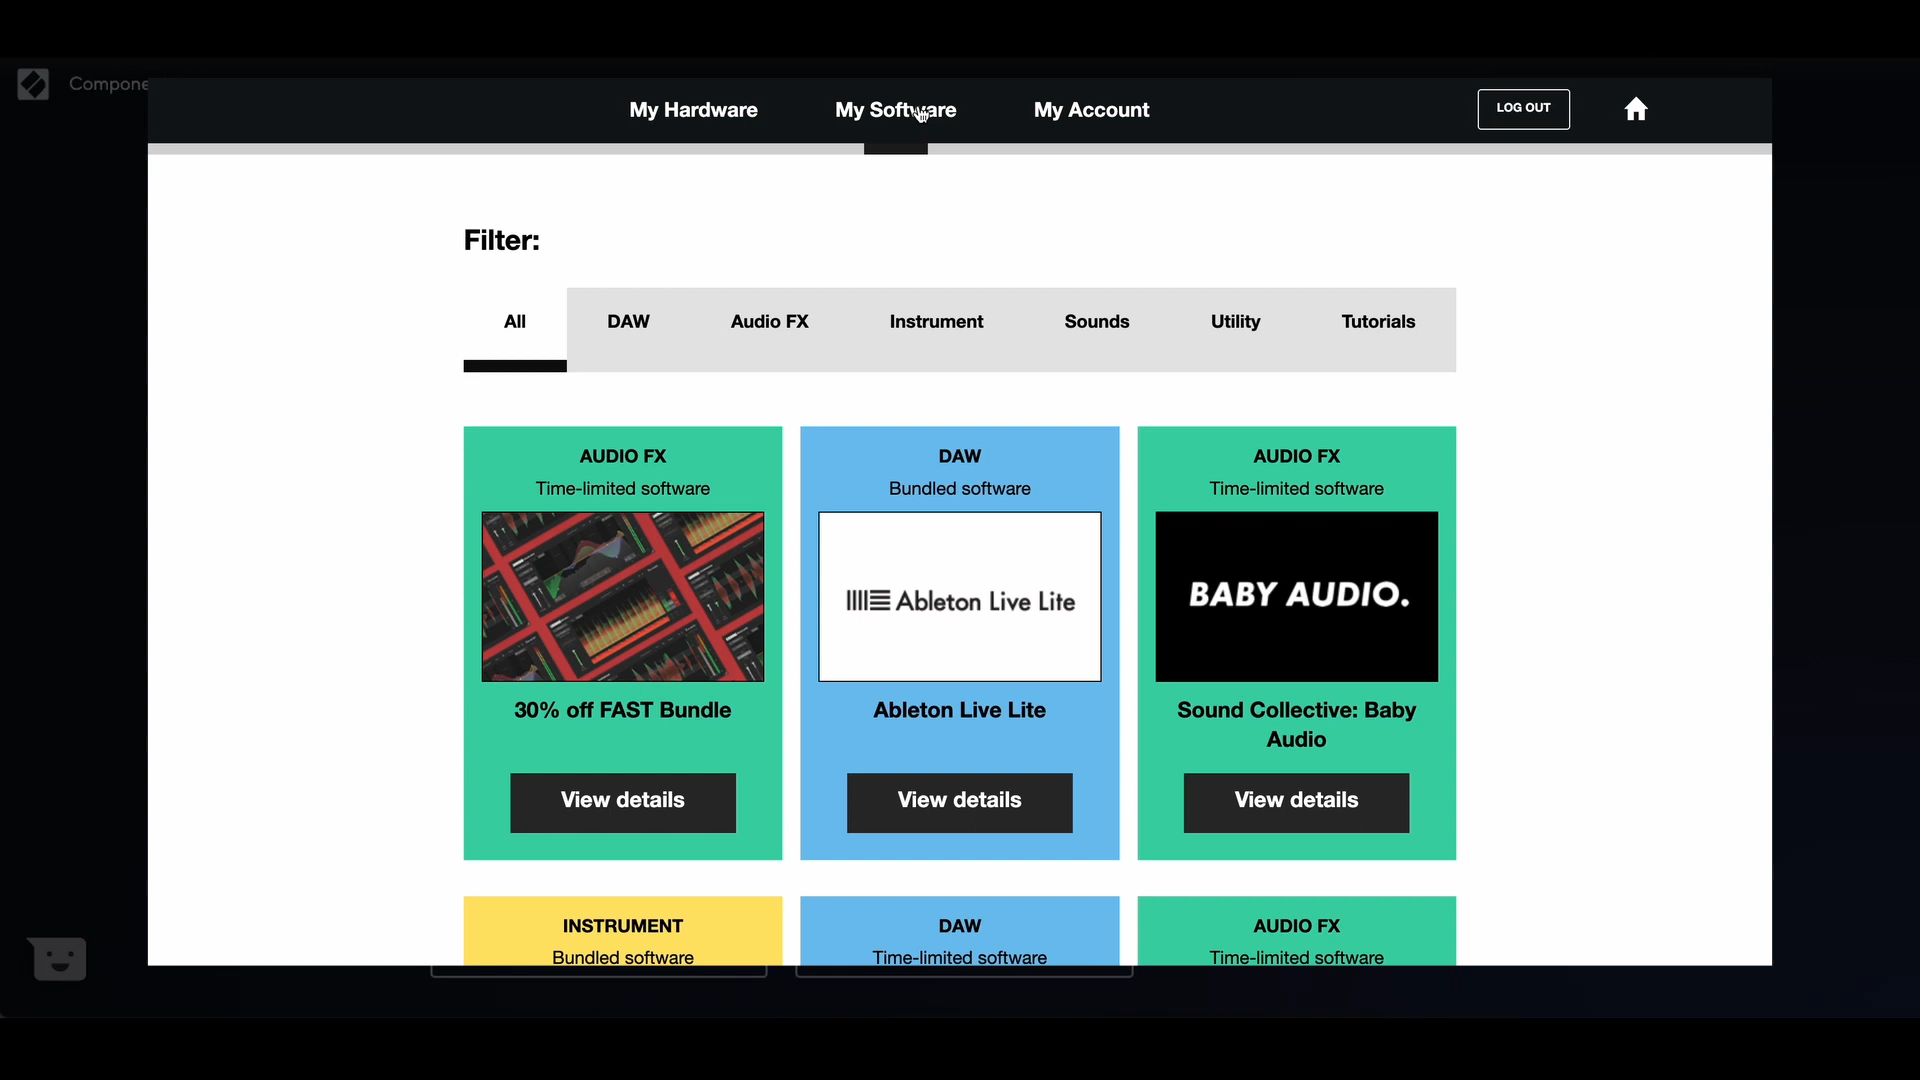 Compone
My Hardware
My Software
My Account
LOG OUT
Filter:
All
DAW
Audio FX
Instrument
Sounds
Utility
Tutorials
AUDIO FX
Time-limited software
30% off FAST Bundle
View details
DAW
Bundled software
Ableton Live Lite
Ableton Live Lite
View details
AUDIO FX
Time-limited software
BABY AUDIO.
Sound Collective: Baby
Audio
View details
INSTRUMENT
Bundled software
DAW
Time-limited software
AUDIO FX
Time-limited software